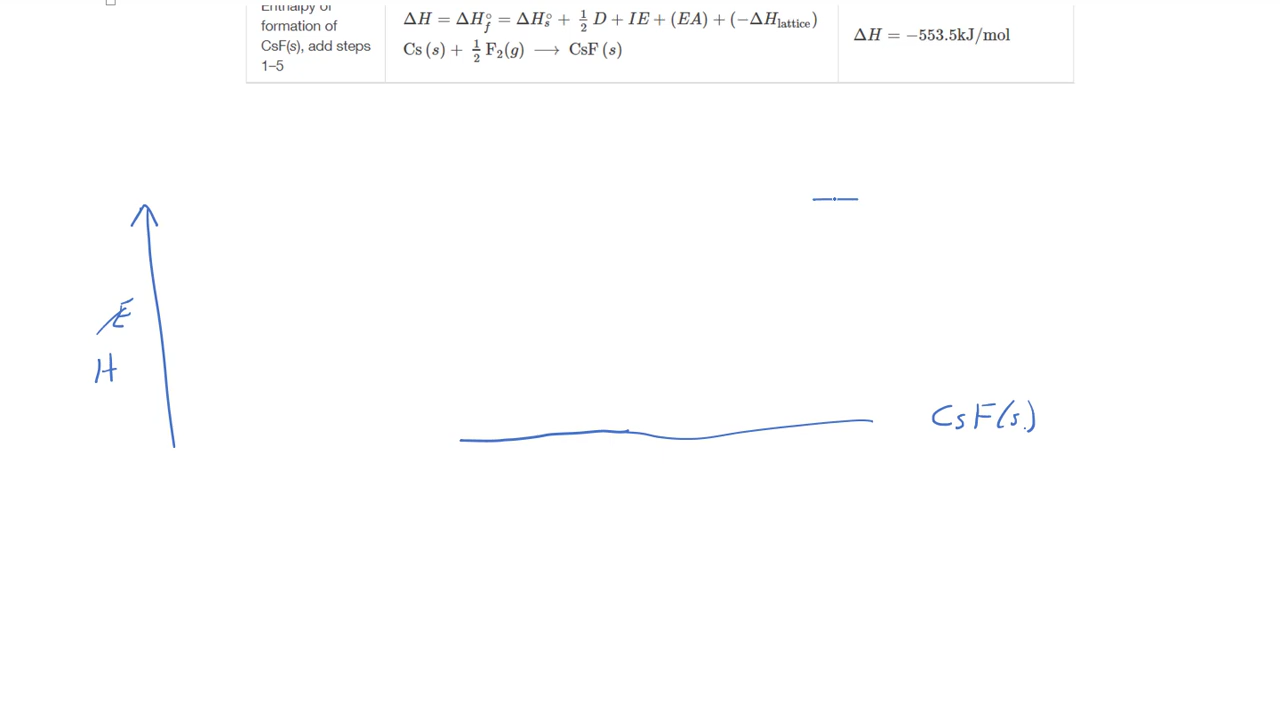 Enthalpy of
formation of
CsF(s), add steps
1–5
ΔH = ΔH°f = ΔH°s + ½ D + IE + (EA) + (−ΔHlattice)
Cs (s) + ½ F₂(g) ⟶ CsF (s)
ΔH = −553.5kJ/mol
E
H
CsF(s)